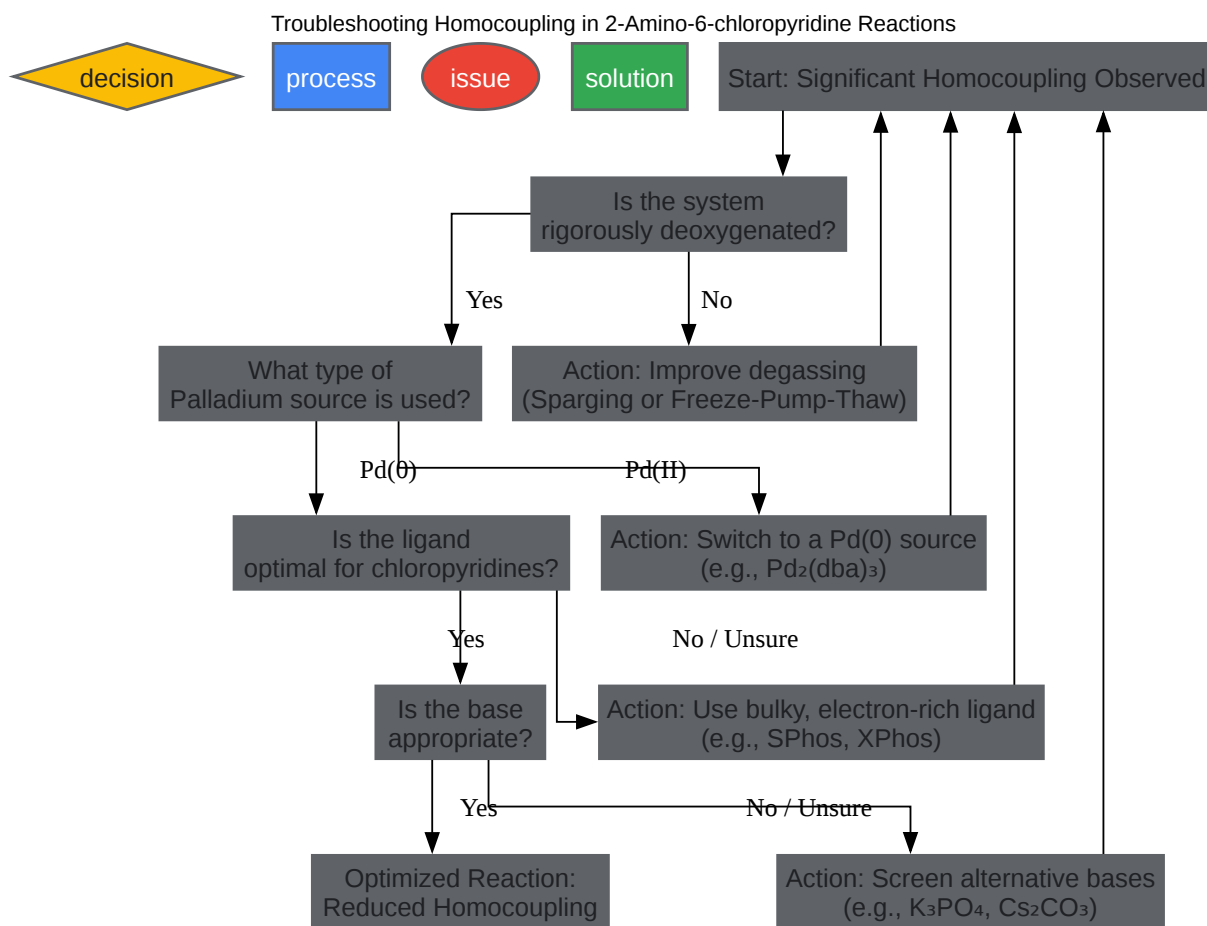 Troubleshooting Homocoupling in 2-Amino-6-chloropyridine Reactions
decision
process
issue
solution
Start: Significant Homocoupling Observed
Is the system
rigorously deoxygenated?
Yes
No
What type of
Palladium source is used?
Action: Improve degassing
(Sparging or Freeze-Pump-Thaw)
Pd(0)
Pd(II)
Is the ligand
optimal for chloropyridines?
Action: Switch to a Pd(0) source
(e.g., Pd₂(dba)₃)
Yes
No / Unsure
Is the base
appropriate?
Action: Use bulky, electron-rich ligand
(e.g., SPhos, XPhos)
Yes
No / Unsure
Optimized Reaction:
Reduced Homocoupling
Action: Screen alternative bases
(e.g., K₃PO₄, Cs₂CO₃)